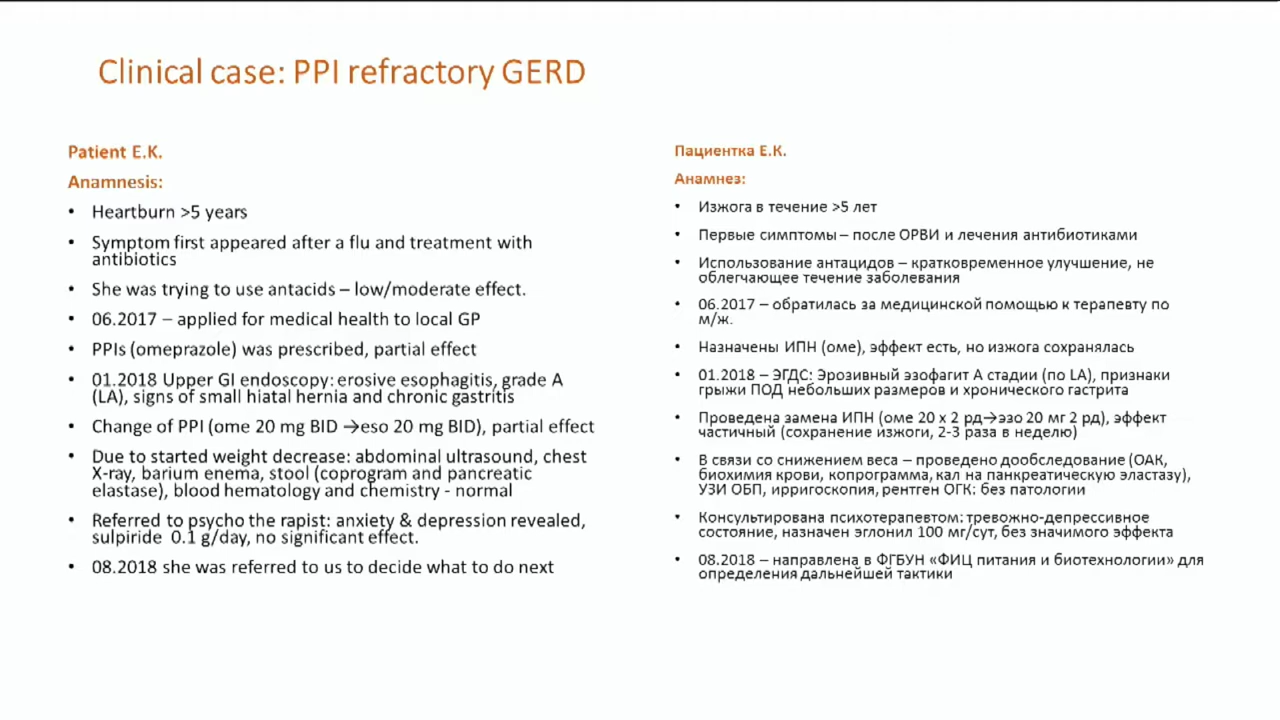 Clinical case: PPI refractory GERD
Patient E.K.
Anamnesis:
• Heartburn >5 years
• Symptom first appeared after a flu and treatment with
antibiotics
• She was trying to use antacids – low/moderate effect.
• 06.2017 – applied for medical health to local GP
• PPIs (omeprazole) was prescribed, partial effect
• 01.2018 Upper GI endoscopy: erosive esophagitis, grade A
(LA), signs of small hiatal hernia and chronic gastritis
• Change of PPI (ome 20 mg BID →eso 20 mg BID), partial effect
• Due to started weight decrease: abdominal ultrasound, chest
X-ray, barium enema, stool (coprogram and pancreatic
elastase), blood hematology and chemistry - normal
• Referred to psycho the rapist: anxiety & depression revealed,
sulpiride 0.1 g/day, no significant effect.
• 08.2018 she was referred to us to decide what to do next
Пациентка Е.К.
Анамнез:
• Изжога в течение >5 лет
• Первые симптомы – после ОРВИ и лечения антибиотиками
• Использование антацидов – кратковременное улучшение, не
облегчающее течение заболевания
• 06.2017 – обратилась за медицинской помощью к терапевту по
м/ж.
• Назначены ИПН (оме), эффект есть, но изжога сохранялась
• 01.2018 – ЭГДС: Эрозивный эзофагит А стадии (по LA), признаки
грыжи ПОД небольших размеров и хронического гастрита
• Проведена замена ИПН (оме 20 х 2 рд→эзо 20 мг 2 рд), эффект
частичный (сохранение изжоги, 2-3 раза в неделю)
• В связи со снижением веса – проведено дообследование (ОАК,
биохимия крови, копрограмма, кал на панкреатическую эластазу),
УЗИ ОБП, ирригоскопия, рентген ОГК: без патологии
• Консультирована психотерапевтом: тревожно-депрессивное
состояние, назначен эглонил 100 мг/сут, без значимого эффекта
• 08.2018 – направлена в ФГБУН «ФИЦ питания и биотехнологии» для
определения дальнейшей тактики